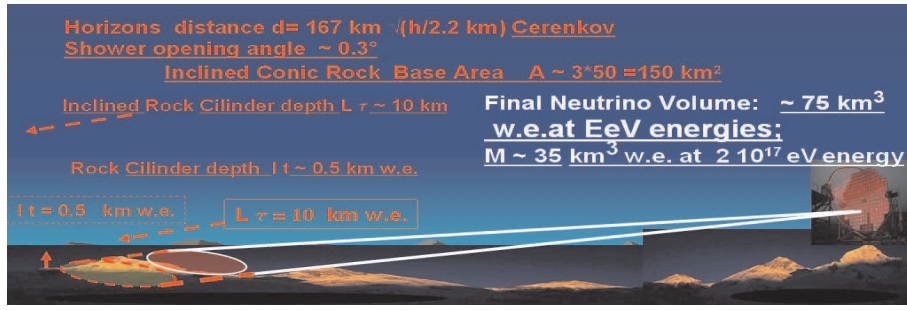 Horizons distance d= 167 km √(h/2.2 km) Cerenkov
Shower opening angle ~ 0.3°
Inclined Conic Rock Base Area A ~ 3*50 =150 km²
Inclined Rock Cilinder depth L τ ~ 10 km
Final Neutrino Volume: ~ 75 km³
w.e.at EeV energies;
M ~ 35 km³ w.e. at 2 10¹⁷ eV energy
Rock Cilinder depth l t ~ 0.5 km w.e.
l t = 0.5 km w.e.
L τ = 10 km w.e.